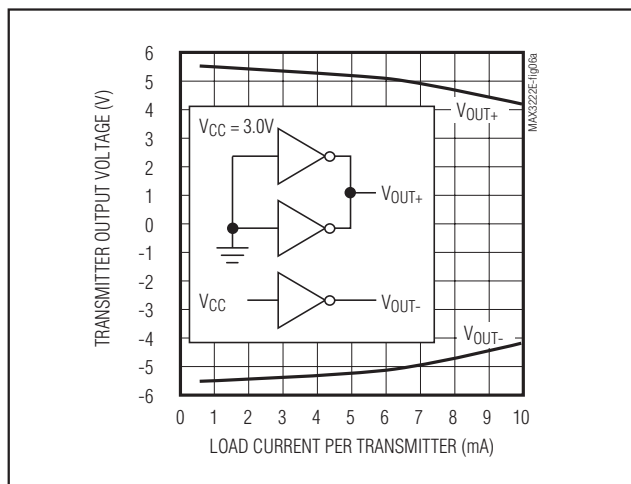 TRANSMITTER OUTPUT VOLTAGE (V)
6
5
4
3
2
1
0
-1
-2
-3
-4
-5
-6
VCC = 3.0V
VOUT+
VOUT+
VCC
VOUT-
VOUT-
MAX3222E-fig06a
0 1 2 3 4 5 6 7 8 9 10
LOAD CURRENT PER TRANSMITTER (mA)